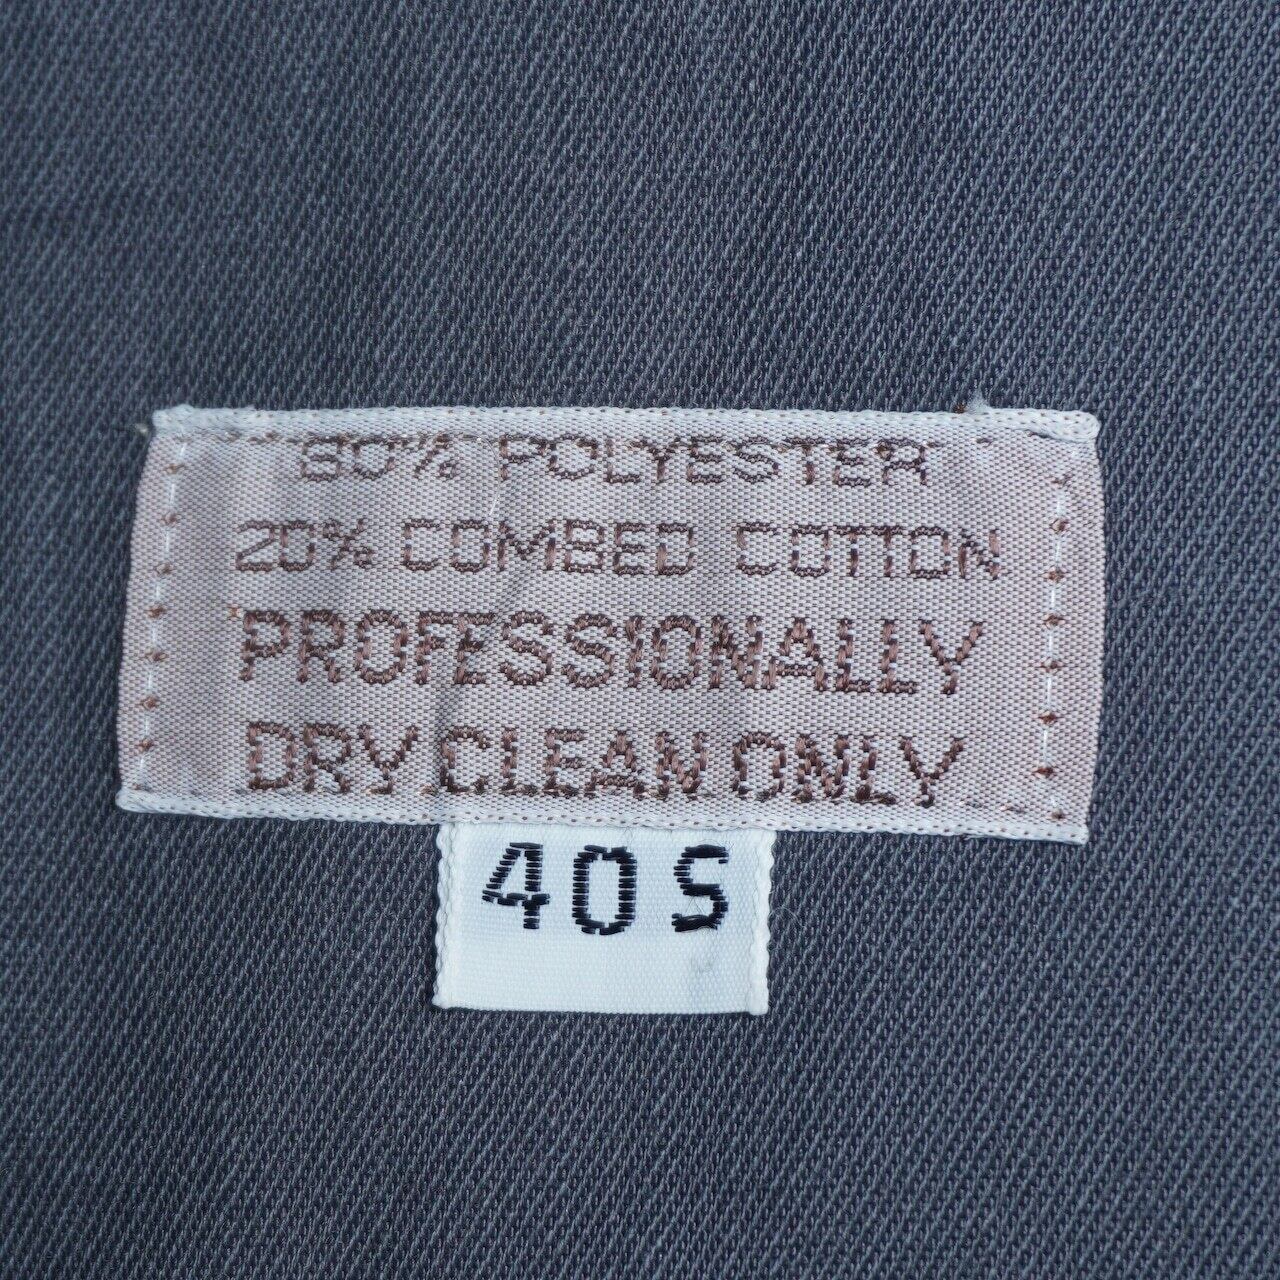 80% POLYESTER
20% COMBED COTTON
PROFESSIONALLY
DRY CLEAN ONLY
40 S